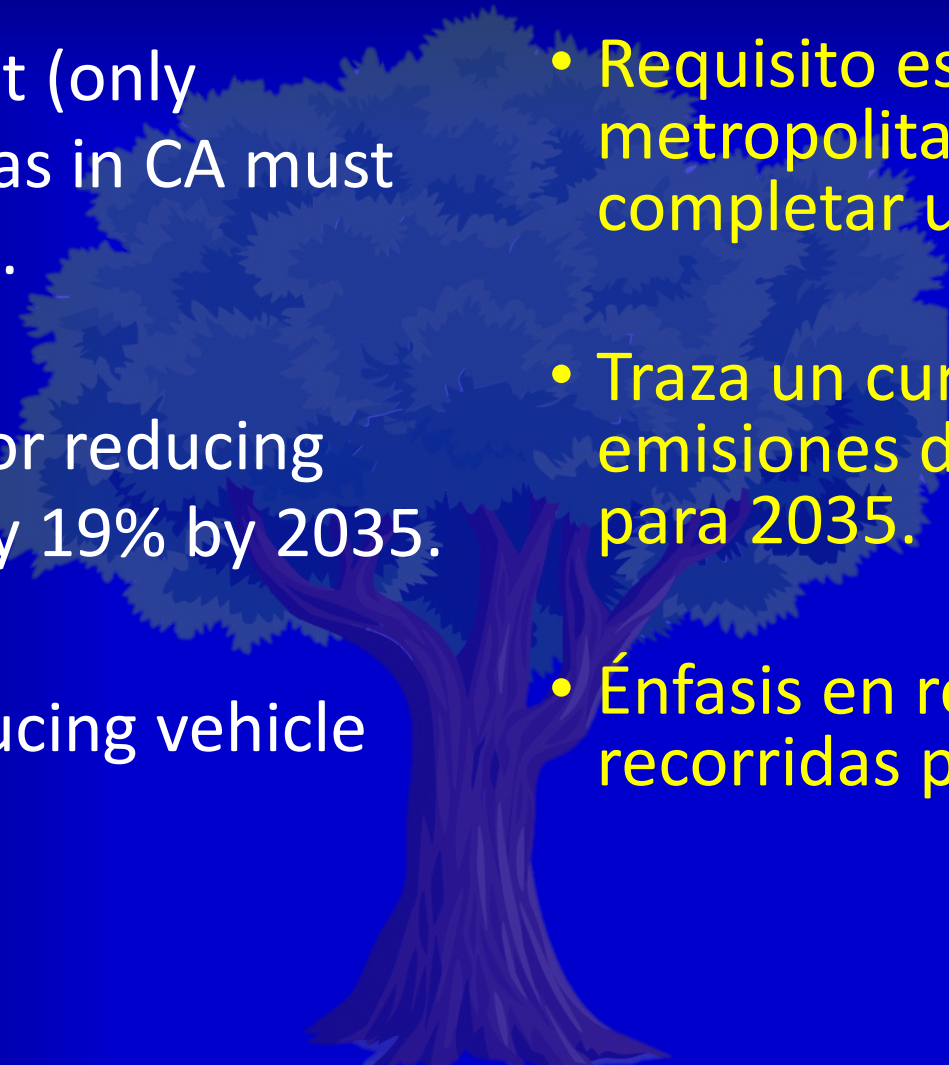 t (only
as in CA must
.
or reducing
y 19% by 2035.
ucing vehicle
• Requisito es
metropolita
completar u
• Traza un cur
emisiones d
para 2035.
• Énfasis en re
recorridas p